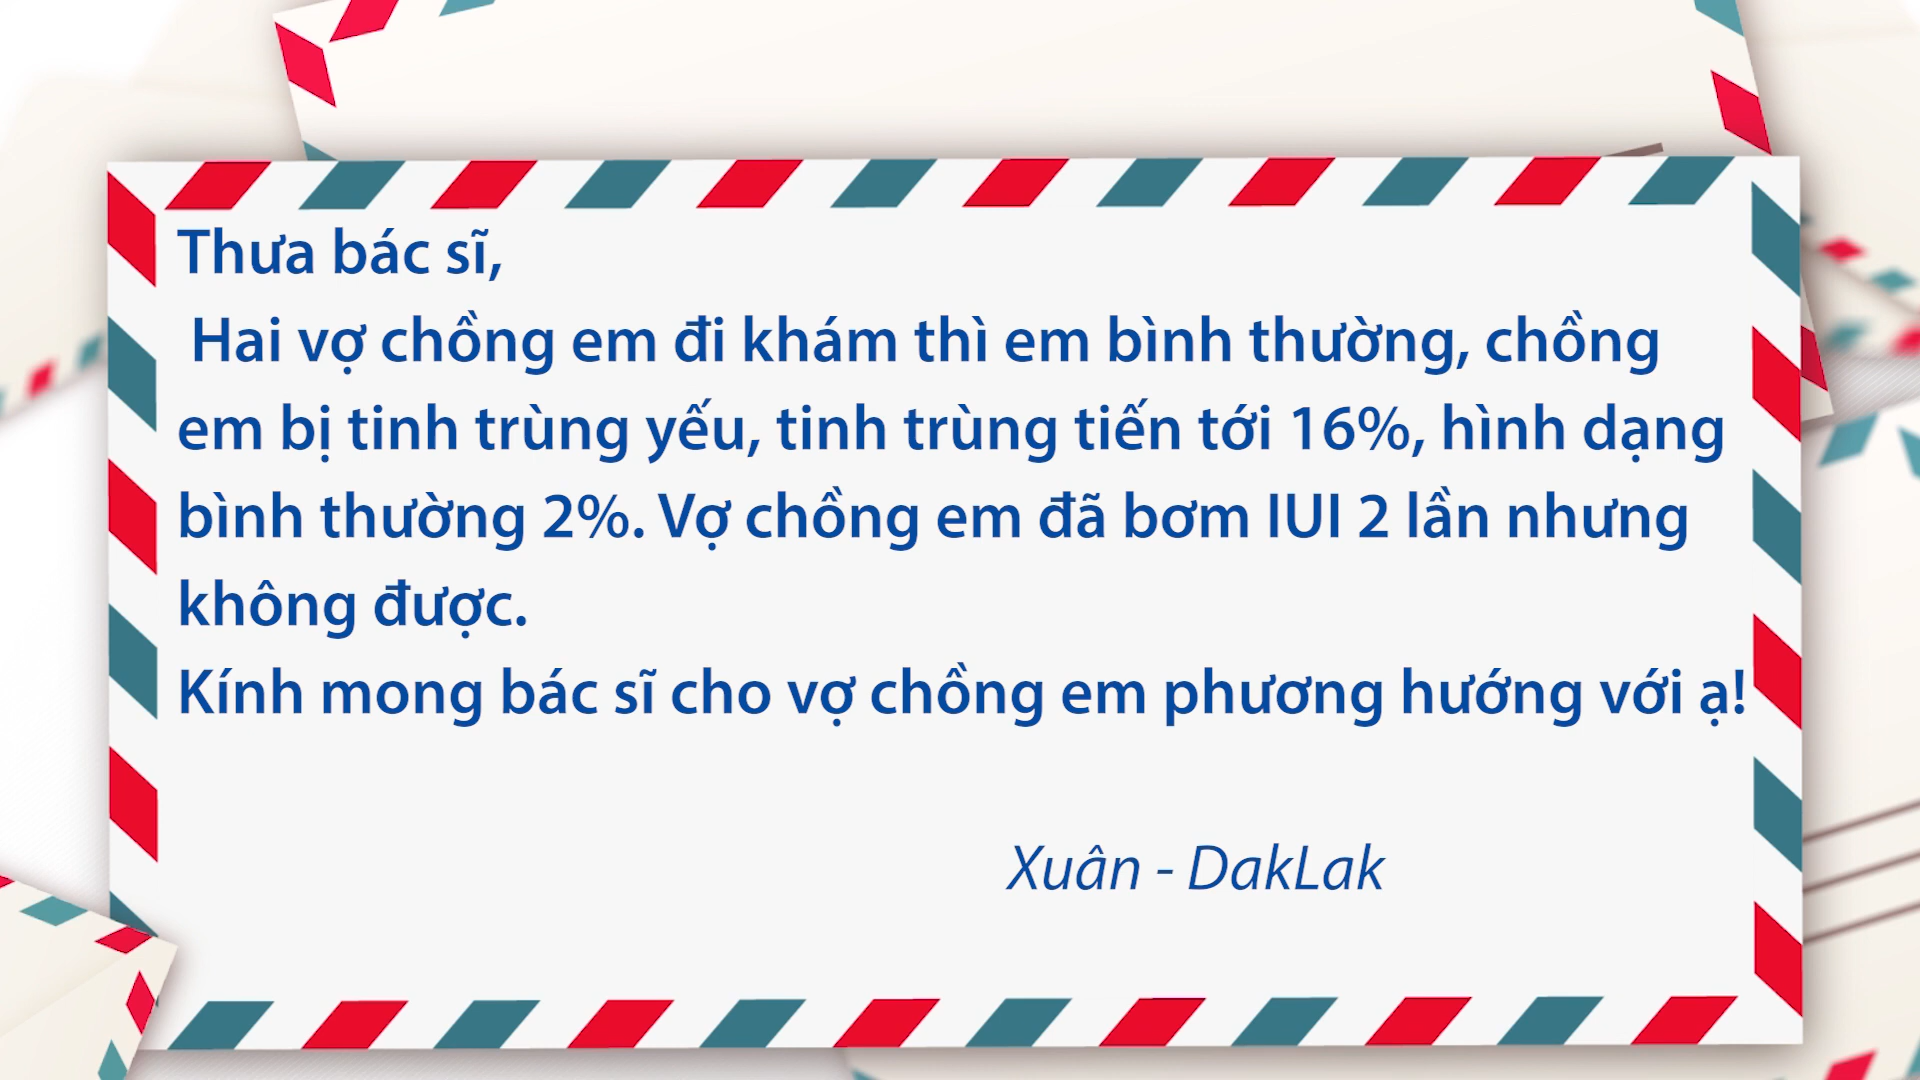 Thưa bác sĩ,
Hai vợ chồng em đi khám thì em bình thường, chồng
em bị tinh trùng yếu, tinh trùng tiến tới 16%, hình dạng
bình thường 2%. Vợ chồng em đã bơm IUI 2 lần nhưng
không được.
Kính mong bác sĩ cho vợ chồng em phương hướng với ạ!
Xuân - DakLak